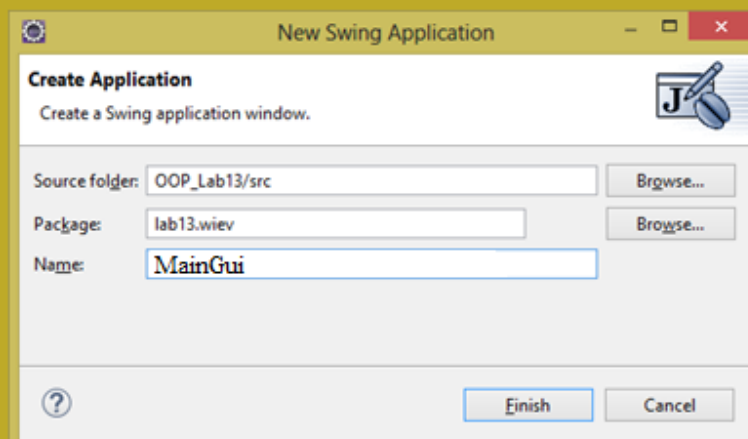 New Swing Application
Create Application
Create a Swing application window.
J
Source folder: OOP_Lab13/src Browse...
Package: lab13.wiev Browse...
Name: MainGui
? Finish Cancel